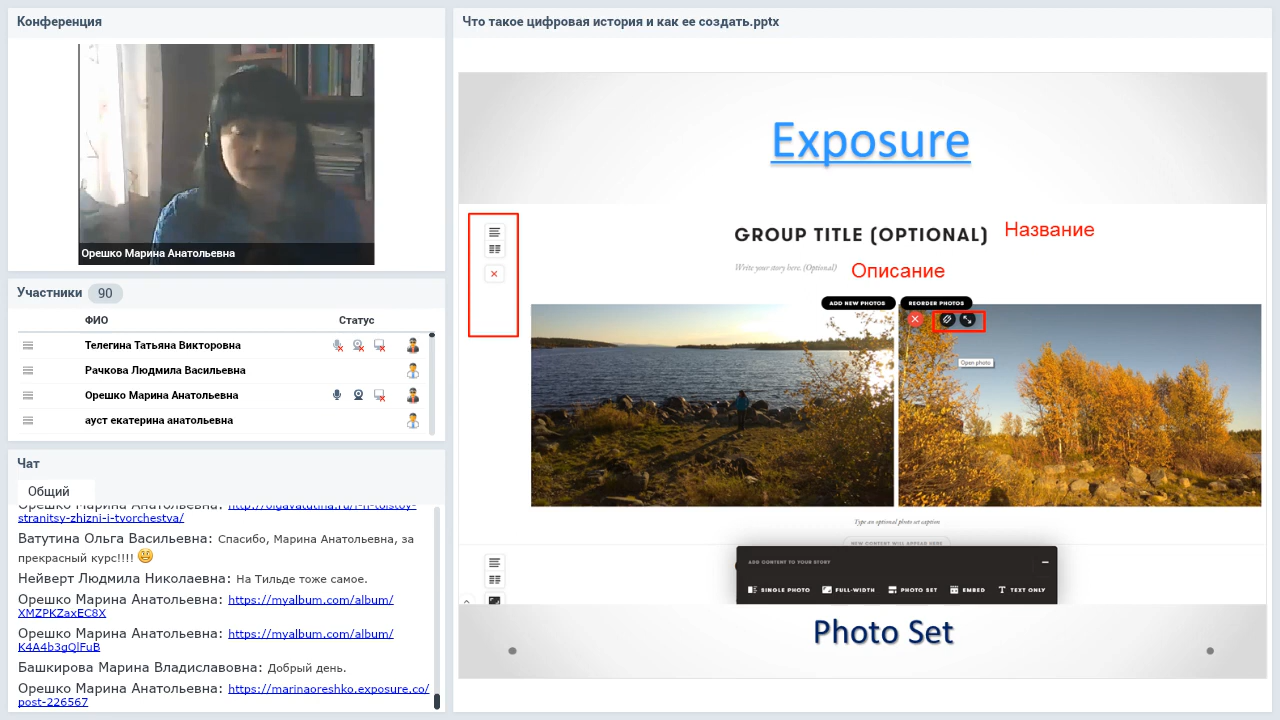 Конференция
Орешко Марина Анатольевна
Участники 90
ФИО Статус
Телегина Татьяна Викторовна
Рачкова Людмила Васильевна
Орешко Марина Анатольевна
ауст екатерина анатольевна
Чат
Общий
Орешко Марина Анатольевна: http://olgavatutina.ru/l-n-tolstoy-
stranitsy-zhizni-i-tvorchestva/
Ватутина Ольга Васильевна: Спасибо, Марина Анатольевна, за
прекрасный курс!!!!
Нейверт Людмила Николаевна: На Тильде тоже самое.
Орешко Марина Анатольевна: https://myalbum.com/album/
XMZPKZaxEC8X
Орешко Марина Анатольевна: https://myalbum.com/album/
K4A4b3gQlFuB
Башкирова Марина Владиславовна: Добрый день.
Орешко Марина Анатольевна: https://marinaoreshko.exposure.co/
post-226567
Что такое цифровая история и как ее создать.pptx
Exposure
GROUP TITLE (OPTIONAL) Название
Write your story here. (Optional) Описание
ADD NEW PHOTOS REORDER PHOTOS
Open photo
Type an optional photo set caption
NEW CONTENT WILL APPEAR HERE
ADD CONTENT TO YOUR STORY
SINGLE PHOTO FULL-WIDTH PHOTO SET EMBED TEXT ONLY
Photo Set